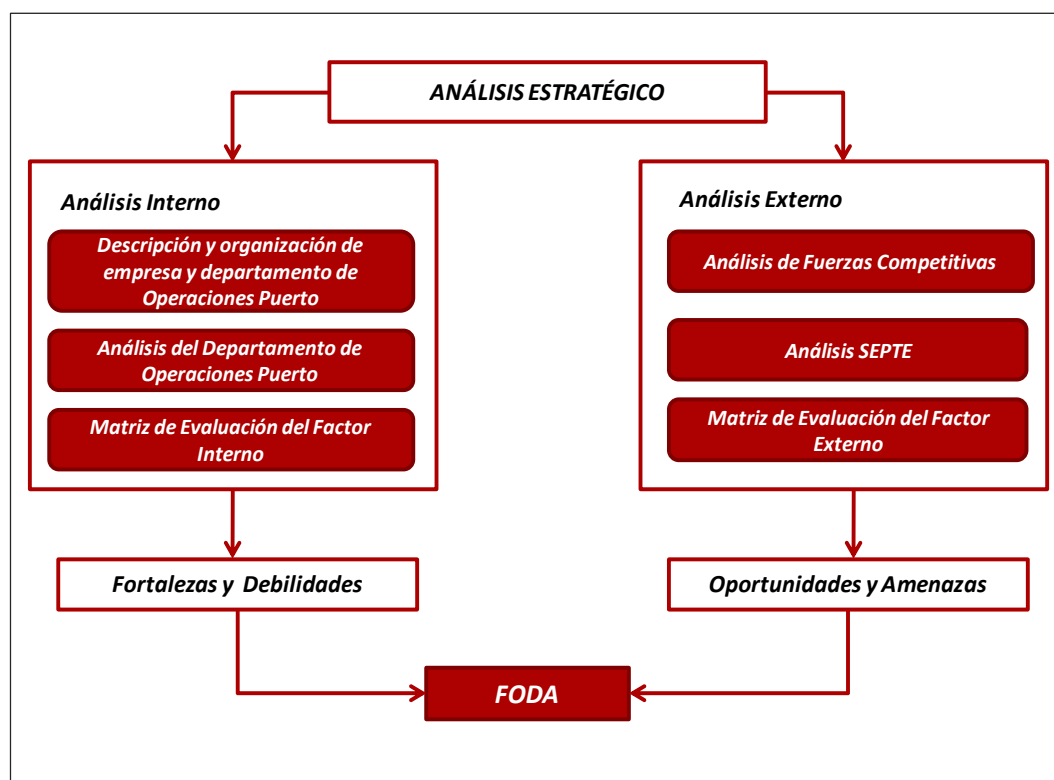 ANÁLISIS ESTRATÉGICO
Análisis Interno
Descripción y organización de
empresa y departamento de
Operaciones Puerto
Análisis del Departamento de
Operaciones Puerto
Matriz de Evaluación del Factor
Interno
Fortalezas y Debilidades
Análisis Externo
Análisis de Fuerzas Competitivas
Análisis SEPTE
Matriz de Evaluación del Factor
Externo
Oportunidades y Amenazas
FODA